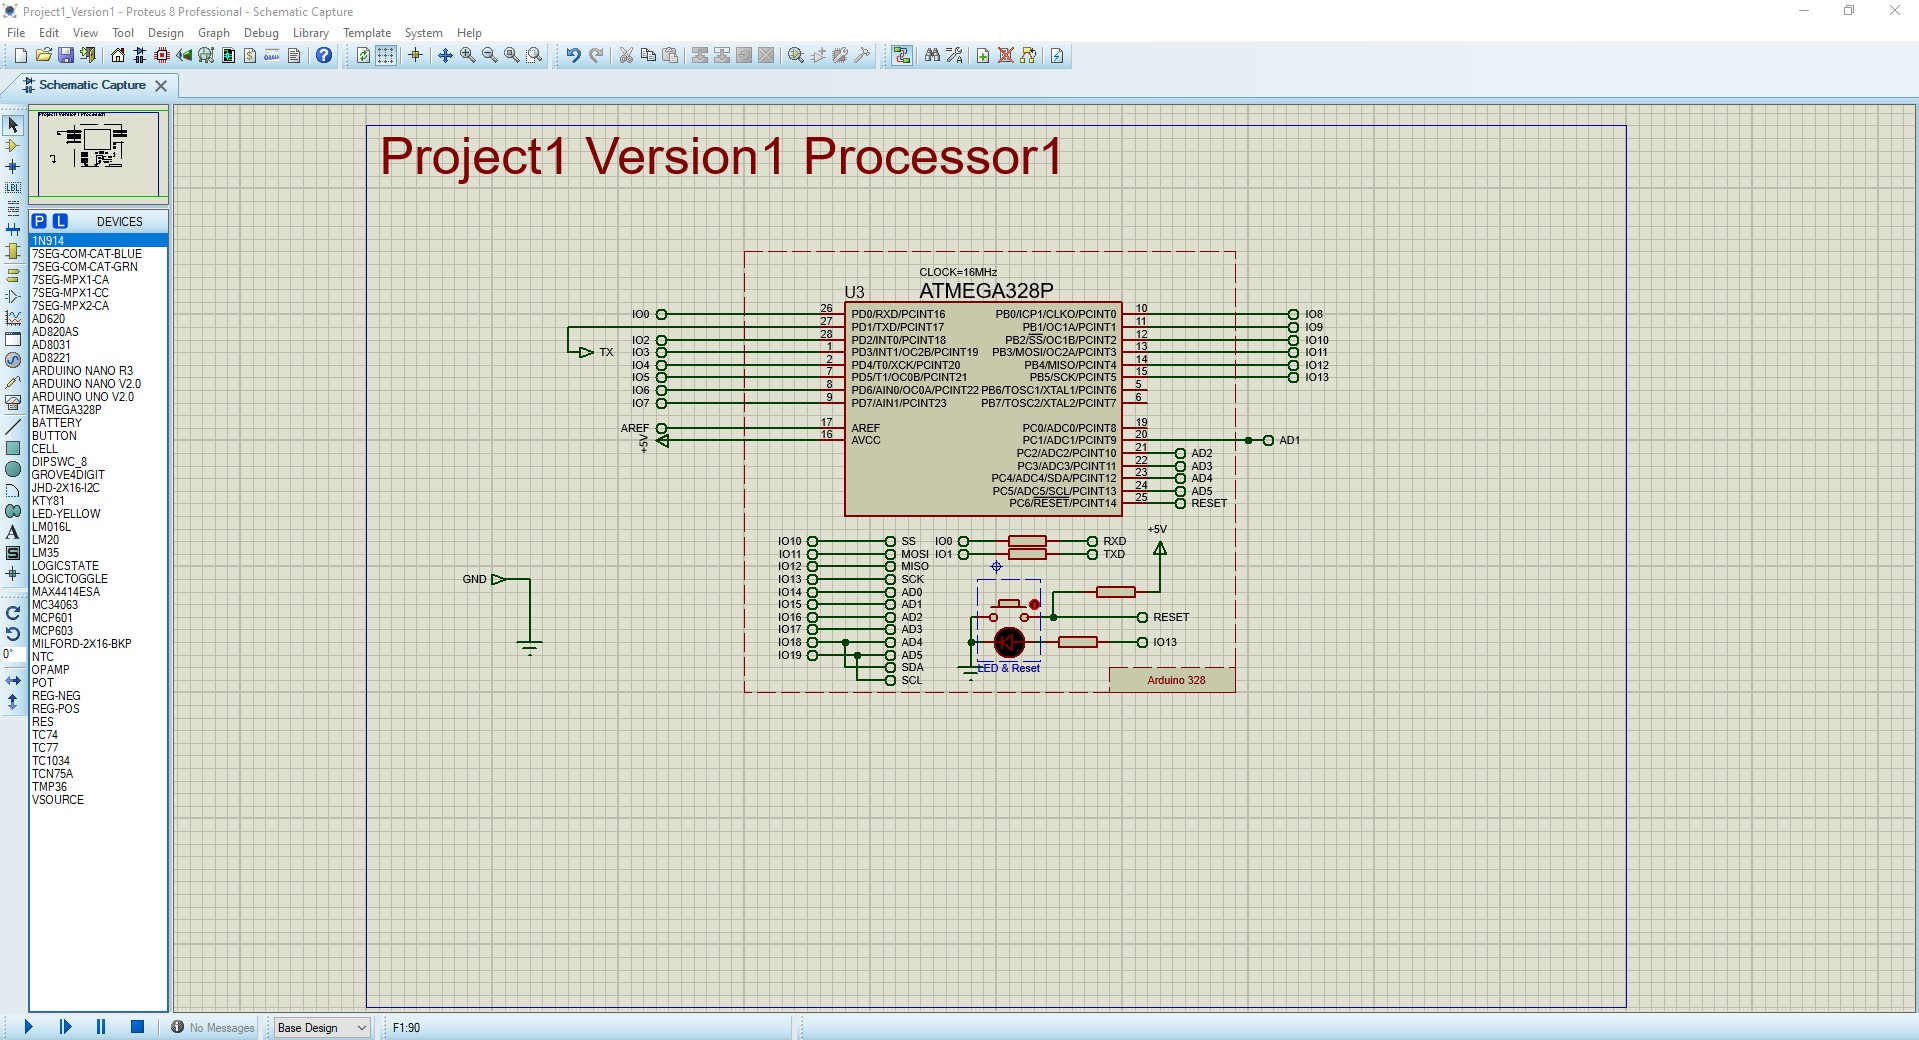 Project1_Version1 - Proteus 8 Professional - Schematic Capture
File Edit View Tool Design Graph Debug Library Template System Help
Schematic Capture
P L DEVICES
1N914
7SEG-COM-CAT-BLUE
7SEG-COM-CAT-GRN
7SEG-MPX1-CA
7SEG-MPX1-CC
7SEG-MPX2-CA
AD620
AD820AS
AD8031
AD8221
ARDUINO NANO R3
ARDUINO NANO V2.0
ARDUINO UNO V2.0
ATMEGA328P
BATTERY
BUTTON
CELL
DIPSWC_8
GROVE4DIGIT
JHD-2X16-I2C
KTY81
LED-YELLOW
LM016L
LM20
LM35
LOGICSTATE
LOGICTOGGLE
MAX4414ESA
MC34063
MCP601
MCP603
MILFORD-2X16-BKP
NTC
OPAMP
POT
REG-NEG
REG-POS
RES
TC74
TC77
TC1034
TCN75A
TMP36
VSOURCE
LBL
A
S
0°
Project1 Version1 Processor1
CLOCK=16MHz
U3 ATMEGA328P
IO0 26 PD0/RXD/PCINT16 PB0/ICP1/CLKO/PCINT0 10 IO8
27 PD1/TXD/PCINT17 PB1/OC1A/PCINT1 11 IO9
IO2 28 PD2/INT0/PCINT18 PB2/SS/OC1B/PCINT2 12 IO10
TX IO3 1 PD3/INT1/OC2B/PCINT19 PB3/MOSI/OC2A/PCINT3 13 IO11
IO4 2 PD4/T0/XCK/PCINT20 PB4/MISO/PCINT4 14 IO12
IO5 7 PD5/T1/OC0B/PCINT21 PB5/SCK/PCINT5 15 IO13
IO6 8 PD6/AIN0/OC0A/PCINT22 PB6/TOSC1/XTAL1/PCINT6 5
IO7 9 PD7/AIN1/PCINT23 PB7/TOSC2/XTAL2/PCINT7 6
AREF 17 AREF PC0/ADC0/PCINT8 19
+5V 16 AVCC PC1/ADC1/PCINT9 20 AD1
PC2/ADC2/PCINT10 21 AD2
PC3/ADC3/PCINT11 22 AD3
PC4/ADC4/SDA/PCINT12 23 AD4
PC5/ADC5/SCL/PCINT13 24 AD5
PC6/RESET/PCINT14 25 RESET
+5V
IO10 SS IO0 RXD
IO11 MOSI IO1 TXD
IO12 MISO
GND IO13 SCK
IO14 AD0
IO15 AD1
IO16 AD2 RESET
IO17 AD3
IO18 AD4 IO13
IO19 AD5
SDA LED & Reset
SCL Arduino 328
No Messages Base Design F1:90